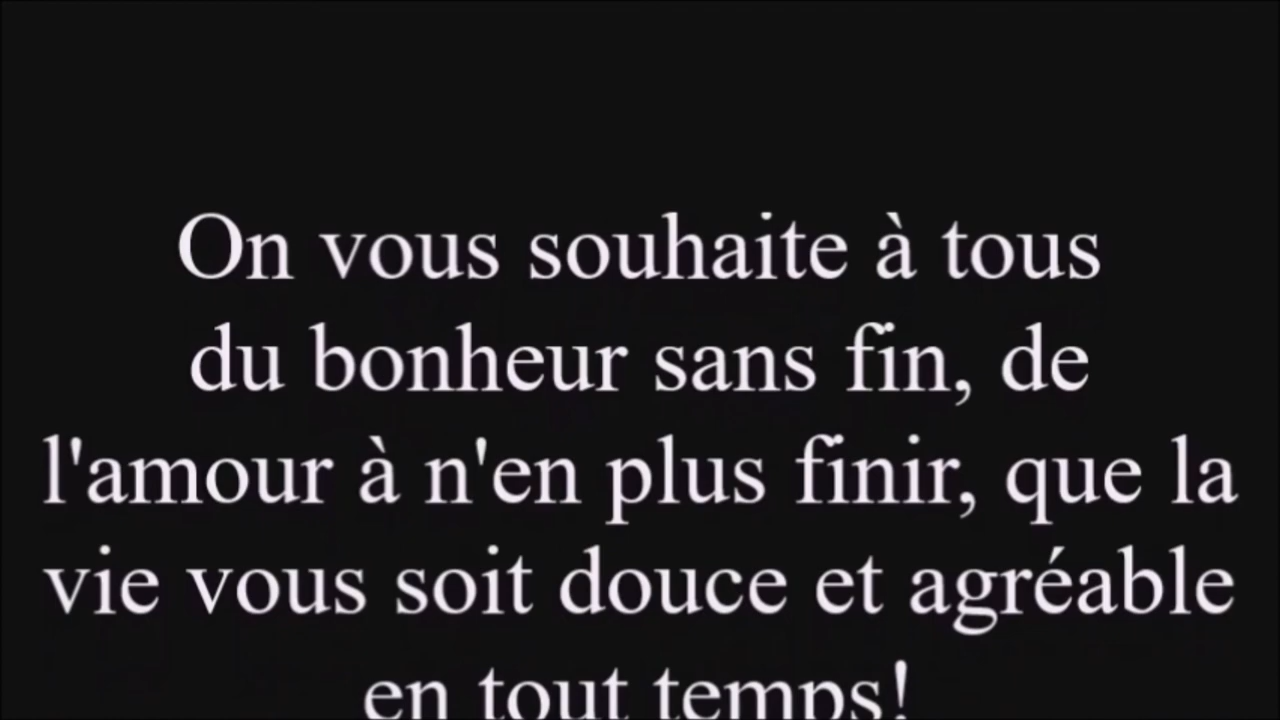 On vous souhaite à tous
du bonheur sans fin, de
l'amour à n'en plus finir, que la
vie vous soit douce et agréable
en tout temps!